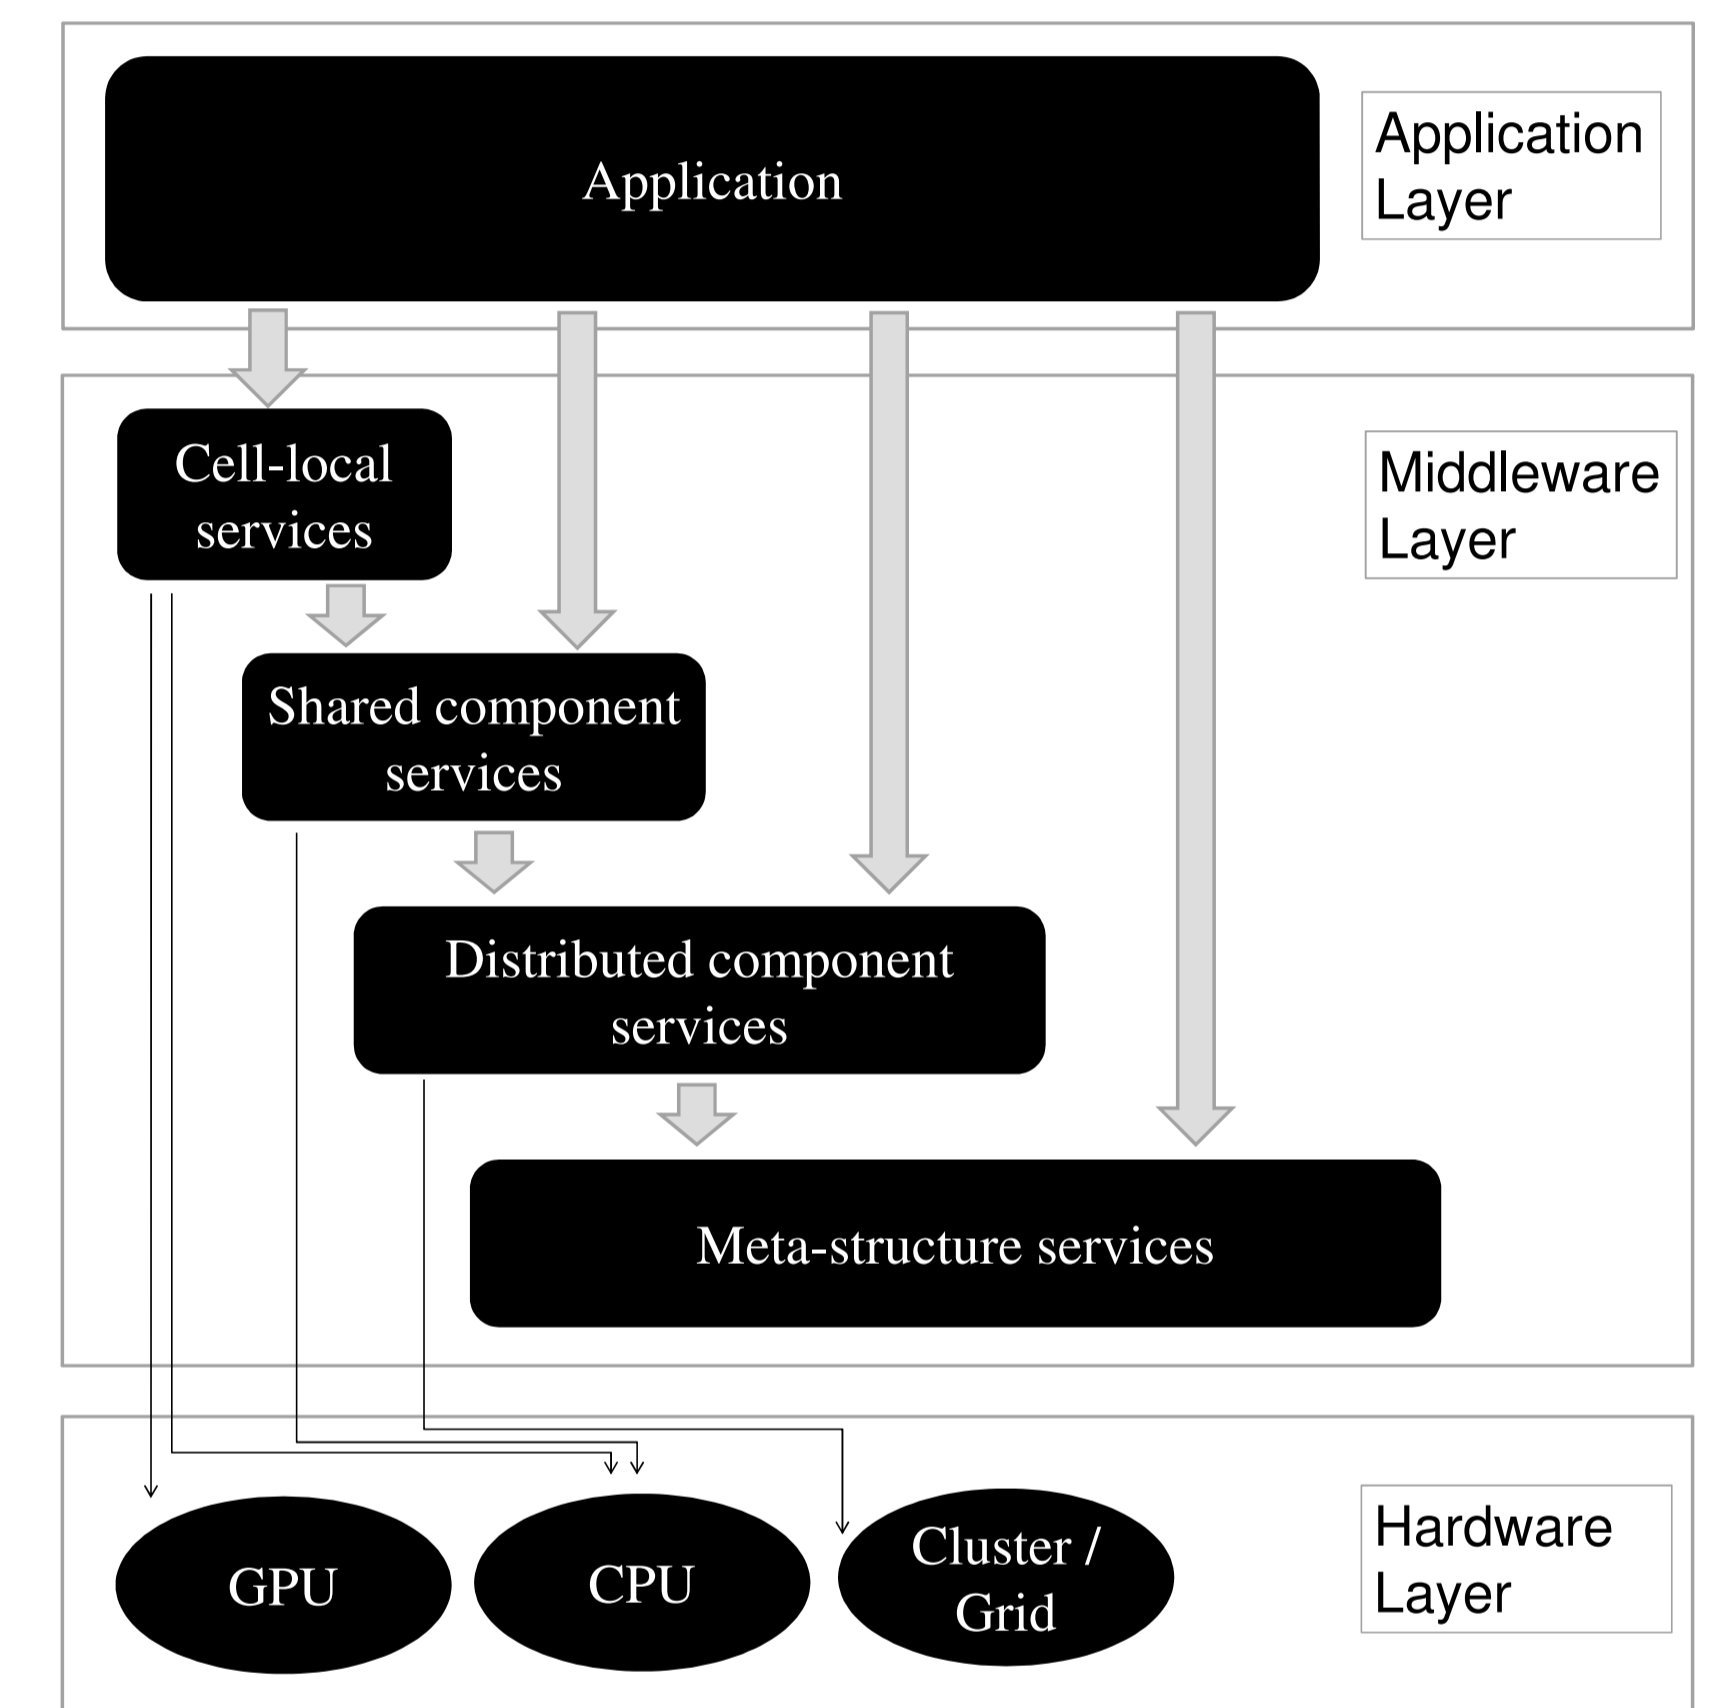 Application
Application
Layer
Cell-local
services
Middleware
Layer
Shared component
services
Distributed component
services
Meta-structure services
GPU
CPU
Cluster /
Grid
Hardware
Layer